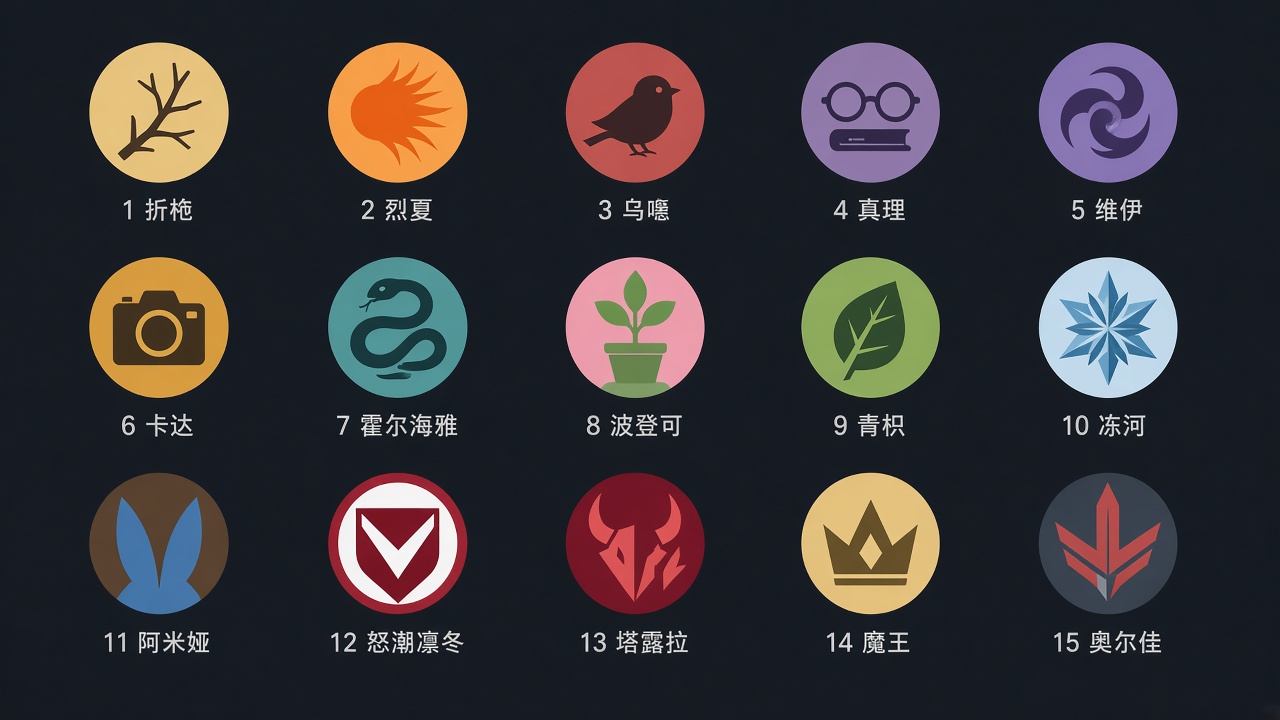 1 折桠
2 烈夏
3 乌嚘
4 真理
5 维伊
6 卡达
7 霍尔海雅
8 波登可
9 青枳
10 冻河
11 阿米娅
12 怒潮凛冬
13 塔露拉
14 魔王
15 奥尔佳